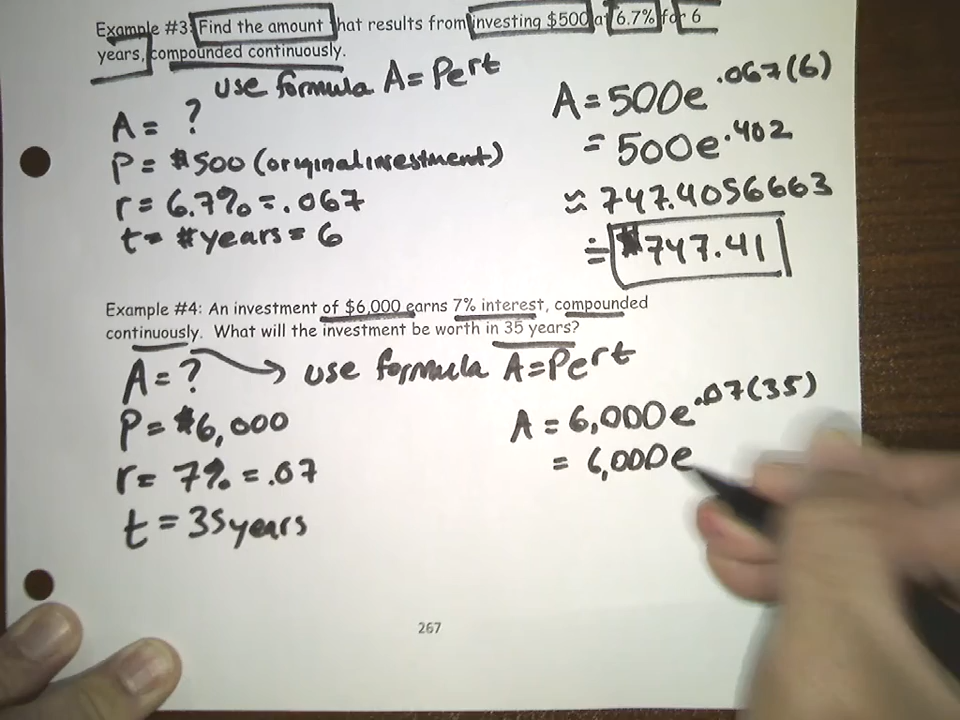 Example #3: Find the amount that results from investing $500 at 6.7% for 6
years, compounded continuously.
use formula A = Pe^rt
A = ?
P = $500 (original investment)
r = 6.7% = .067
t = # years = 6
A = 500e^.067(6)
= 500e^.402
≈ 747.4056663
≐ $747.41
Example #4: An investment of $6,000 earns 7% interest, compounded
continuously. What will the investment be worth in 35 years?
A = ? → use formula A = Pe^rt
P = $6,000
r = 7% = .07
t = 35 years
A = 6,000e^.07(35)
= 6,000e
267